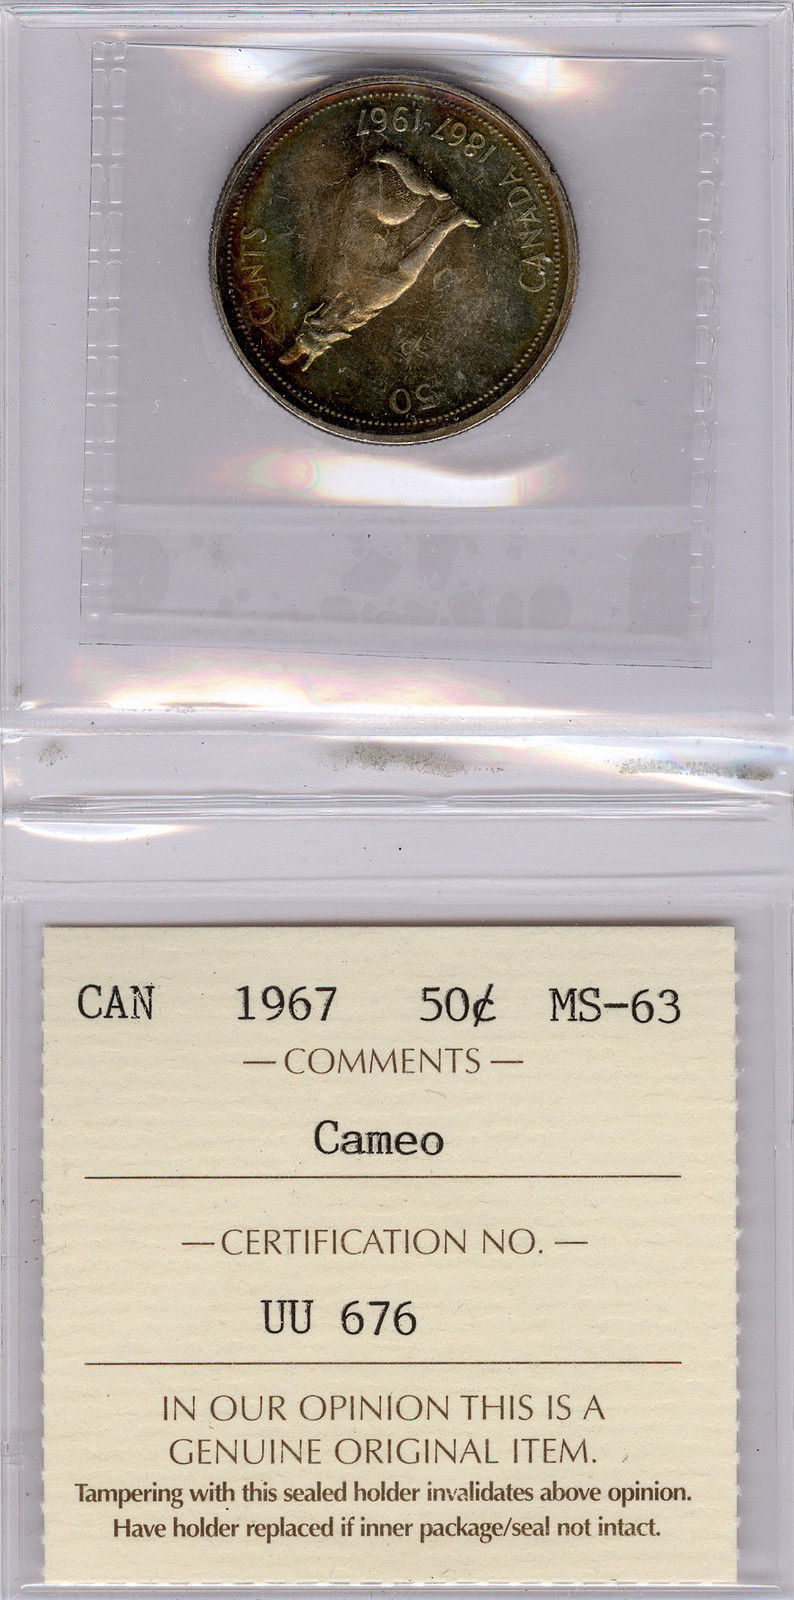 CANADA 1867-1967
50 CENTS
CAN 1967 50¢ MS-63
— COMMENTS —
Cameo
— CERTIFICATION NO. —
UU 676
IN OUR OPINION THIS IS A
GENUINE ORIGINAL ITEM.
Tampering with this sealed holder invalidates above opinion.
Have holder replaced if inner package/seal not intact.